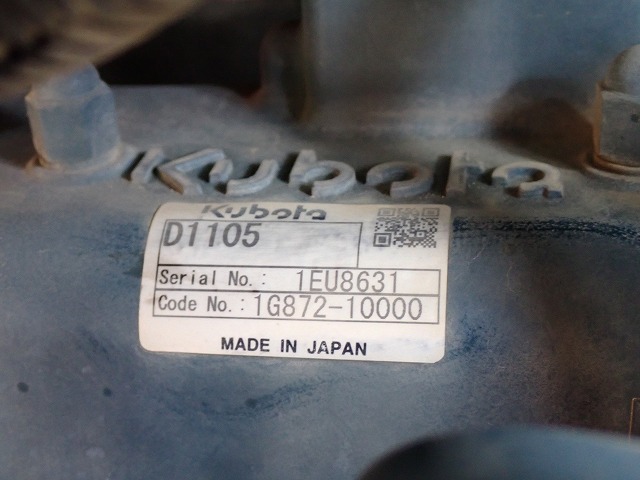 Kubota
Kubota
D1105
Serial No.: 1EU8631
Code No.: 1G872-10000
MADE IN JAPAN